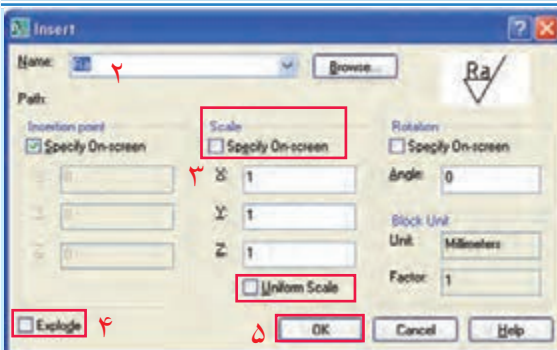 Insert
Name: Ra ۲ Browse...
Path:
Ra
Insertion point Scale Rotation
Specify On-screen Specify On-screen Specify On-screen
۳ X: 1 Angle: 0
Y: 1 Block Unit
Z: 1 Unit: Millimeters
Uniform Scale Factor: 1
Explode ۴ ۵ OK Cancel Help